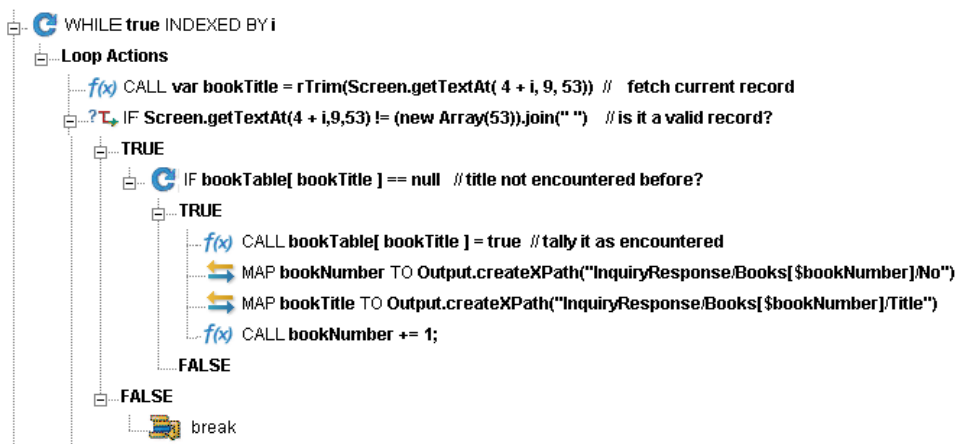 WHILE true INDEXED BY i
Loop Actions
f(x) CALL var bookTitle = rTrim(Screen.getTextAt( 4 + i, 9, 53)) // fetch current record
? IF Screen.getTextAt(4 + i,9,53) != (new Array(53)).join(" ") // is it a valid record?
TRUE
IF bookTable[ bookTitle ] == null // title not encountered before?
TRUE
f(x) CALL bookTable[ bookTitle ] = true // tally it as encountered
MAP bookNumber TO Output.createXPath("InquiryResponse/Books[$bookNumber]/No")
MAP bookTitle TO Output.createXPath("InquiryResponse/Books[$bookNumber]/Title")
f(x) CALL bookNumber += 1;
FALSE
FALSE
break